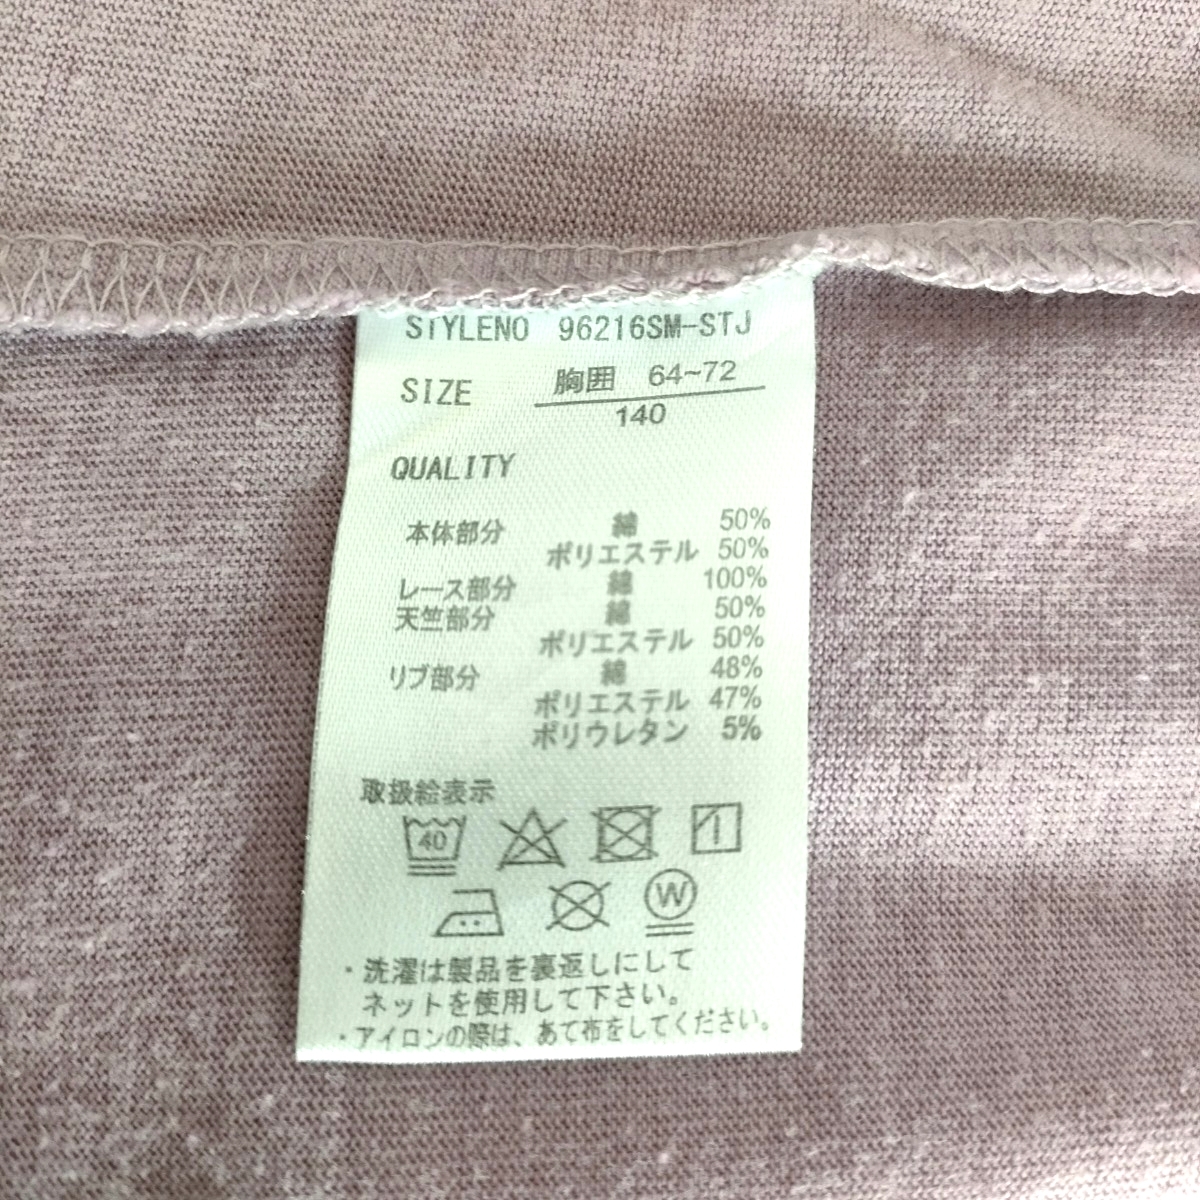 STYLENO 96216SM-STJ
SIZE 胸囲 64~72
140
QUALITY
本体部分 綿 50%
ポリエステル 50%
レース部分 綿 100%
天竺部分 綿 50%
ポリエステル 50%
リブ部分 綿 48%
ポリエステル 47%
ポリウレタン 5%
取扱絵表示
40
W
・洗濯は製品を裏返しにして
ネットを使用して下さい。
・アイロンの際は、あて布をしてください。